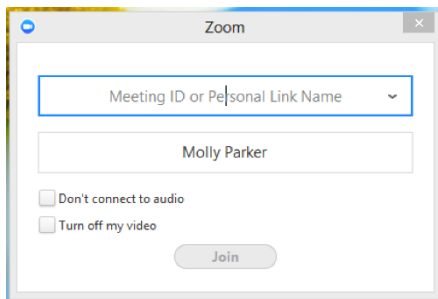 Zoom
Meeting ID or Personal Link Name
Molly Parker
Don't connect to audio
Turn off my video
Join